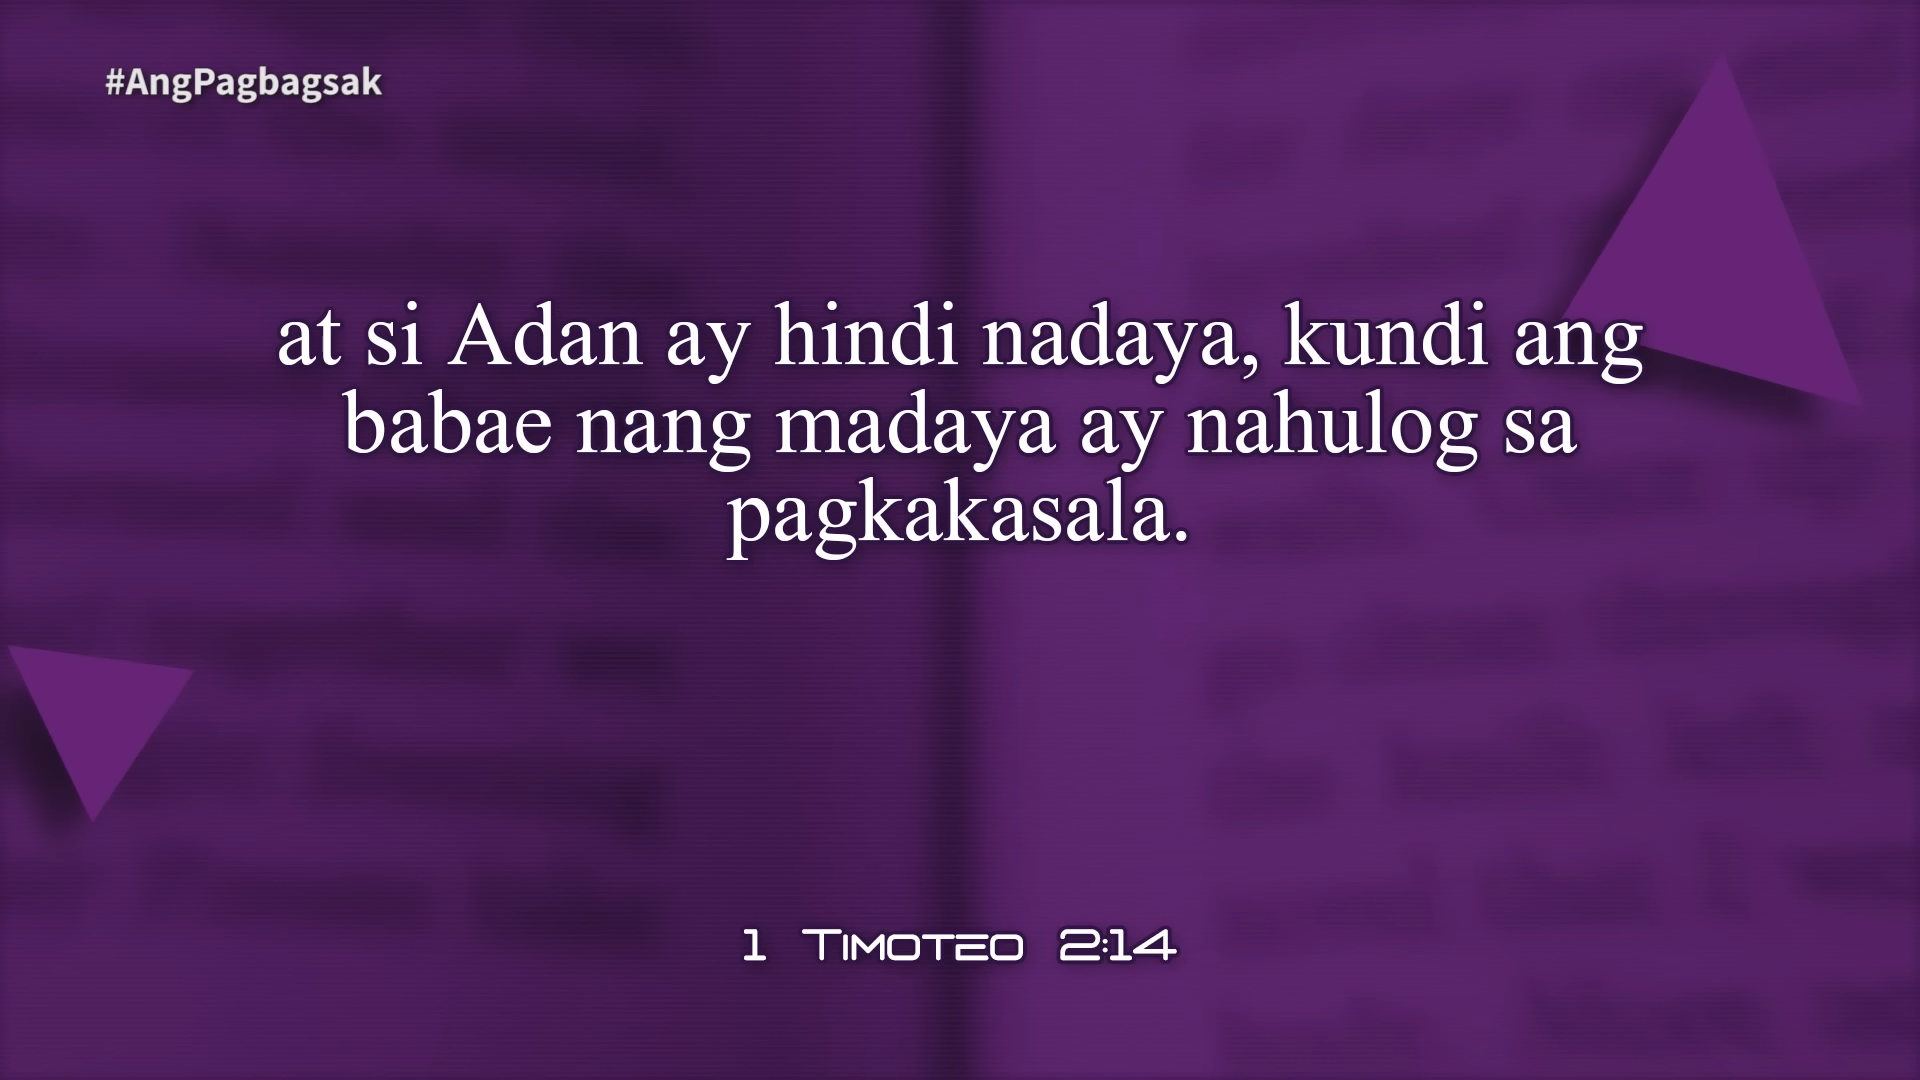 #AngPagbagsak
at si Adan ay hindi nadaya, kundi ang
babae nang madaya ay nahulog sa
pagkakasala.
1 Timoteo 2:14